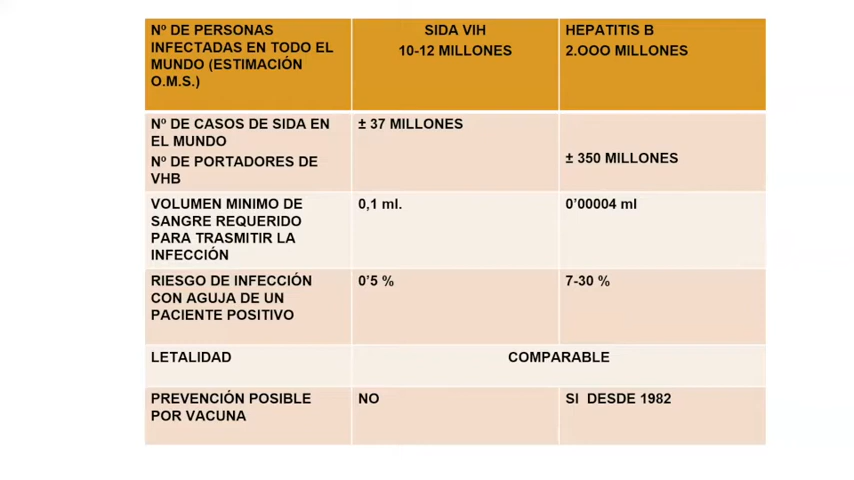 Nº DE PERSONAS
INFECTADAS EN TODO EL
MUNDO (ESTIMACIÓN
O.M.S.)
SIDA VIH
10-12 MILLONES
HEPATITIS B
2.OOO MILLONES
Nº DE CASOS DE SIDA EN
EL MUNDO
Nº DE PORTADORES DE
VHB
± 37 MILLONES
± 350 MILLONES
VOLUMEN MINIMO DE
SANGRE REQUERIDO
PARA TRASMITIR LA
INFECCIÓN
0,1 ml.
0’00004 ml
RIESGO DE INFECCIÓN
CON AGUJA DE UN
PACIENTE POSITIVO
0’5 %
7-30 %
LETALIDAD
COMPARABLE
PREVENCIÓN POSIBLE
POR VACUNA
NO
SI DESDE 1982